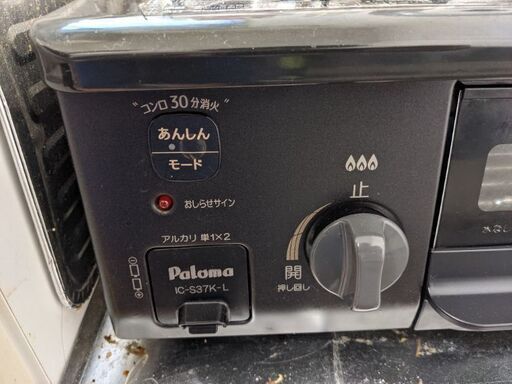 "コンロ30分消火"
あんしん
モード
おしらせサイン
アルカリ 単1×2
Paloma
IC-S37K-L
止
開
押し回し